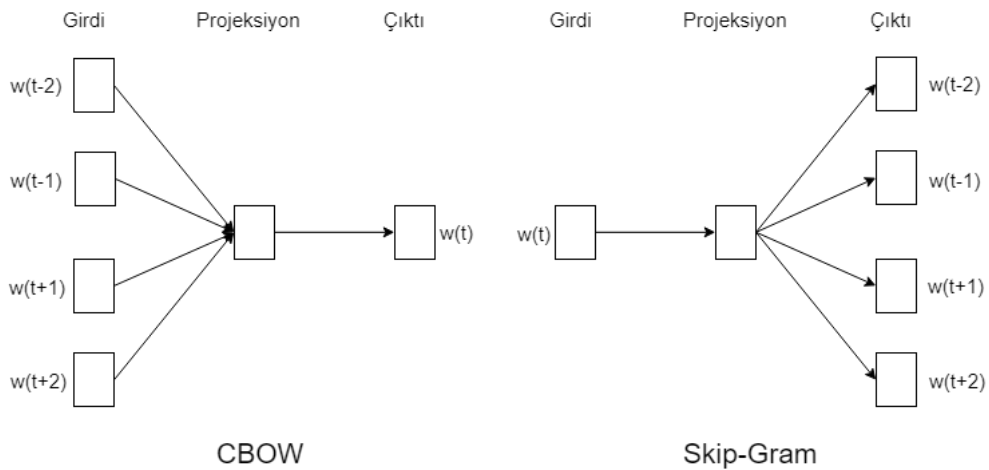 Girdi Projeksiyon Çıktı
w(t-2)
w(t-1)
w(t+1)
w(t+2)
w(t)
CBOW
Girdi Projeksiyon Çıktı
w(t)
w(t-2)
w(t-1)
w(t+1)
w(t+2)
Skip-Gram